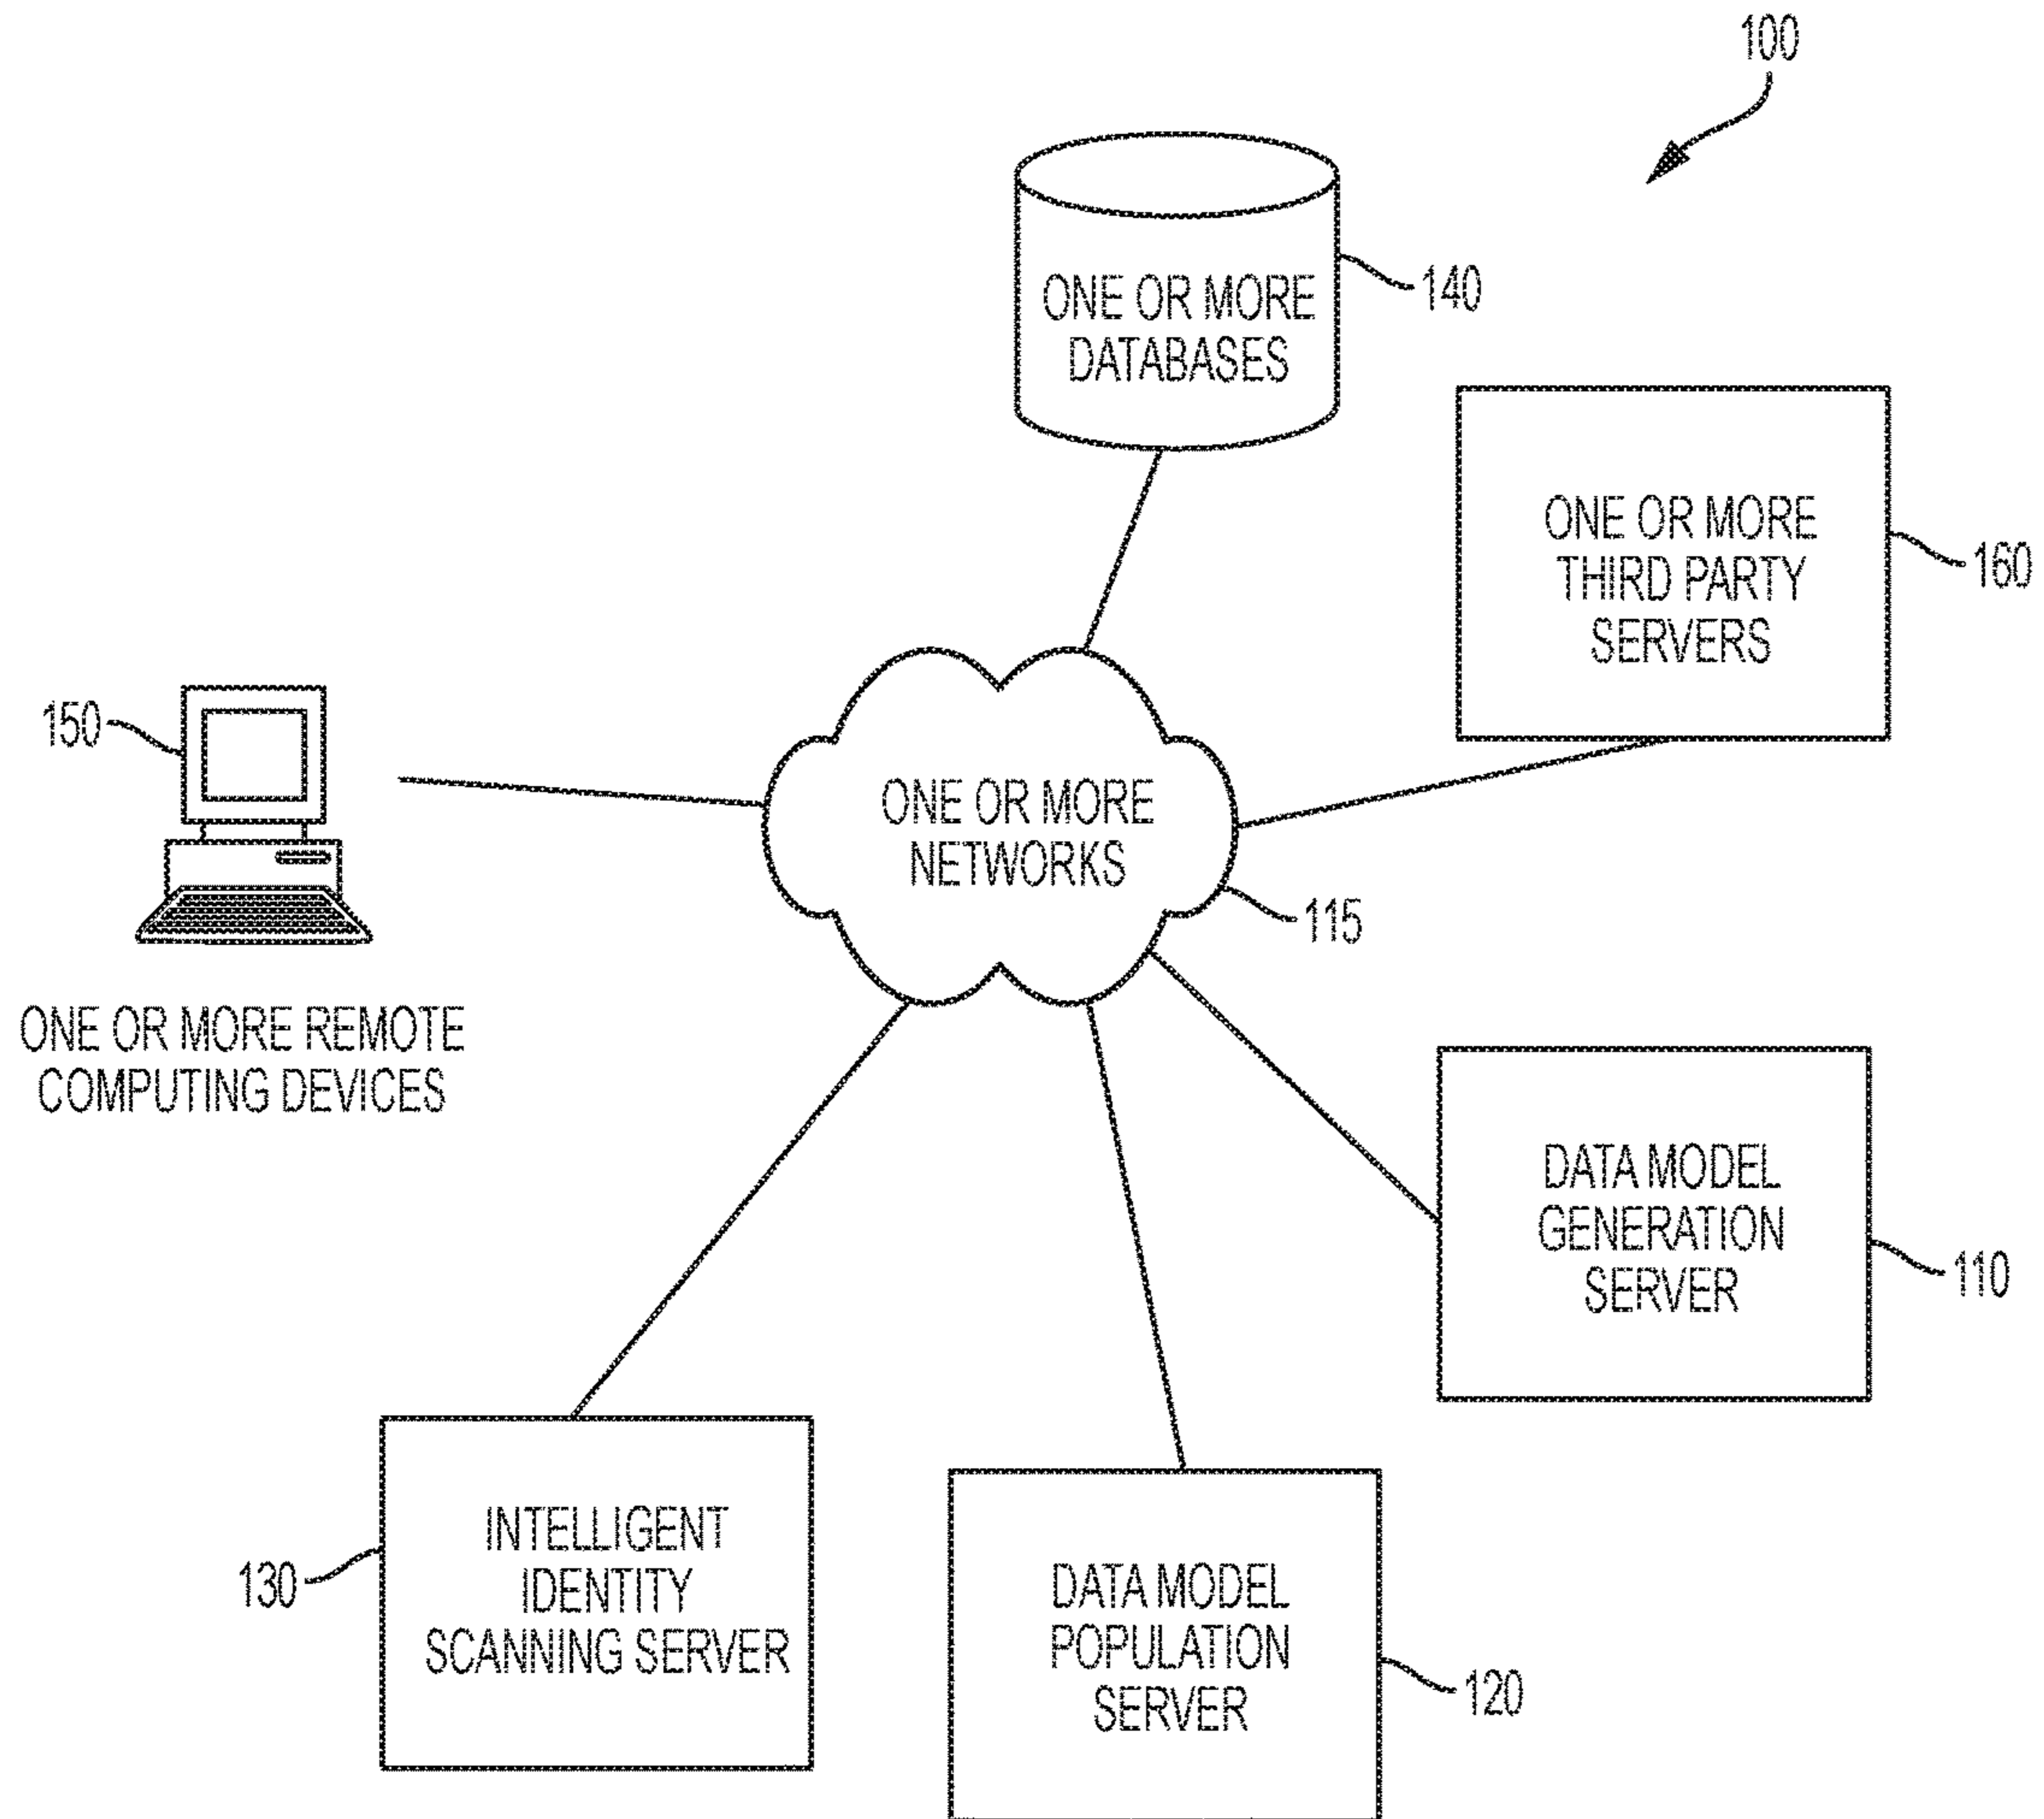 100
ONE OR MORE
DATABASES
140
ONE OR MORE
THIRD PARTY
SERVERS
160
150
ONE OR MORE
NETWORKS
115
ONE OR MORE REMOTE
COMPUTING DEVICES
DATA MODEL
GENERATION
SERVER
110
INTELLIGENT
IDENTITY
SCANNING SERVER
130
DATA MODEL
POPULATION
SERVER
120